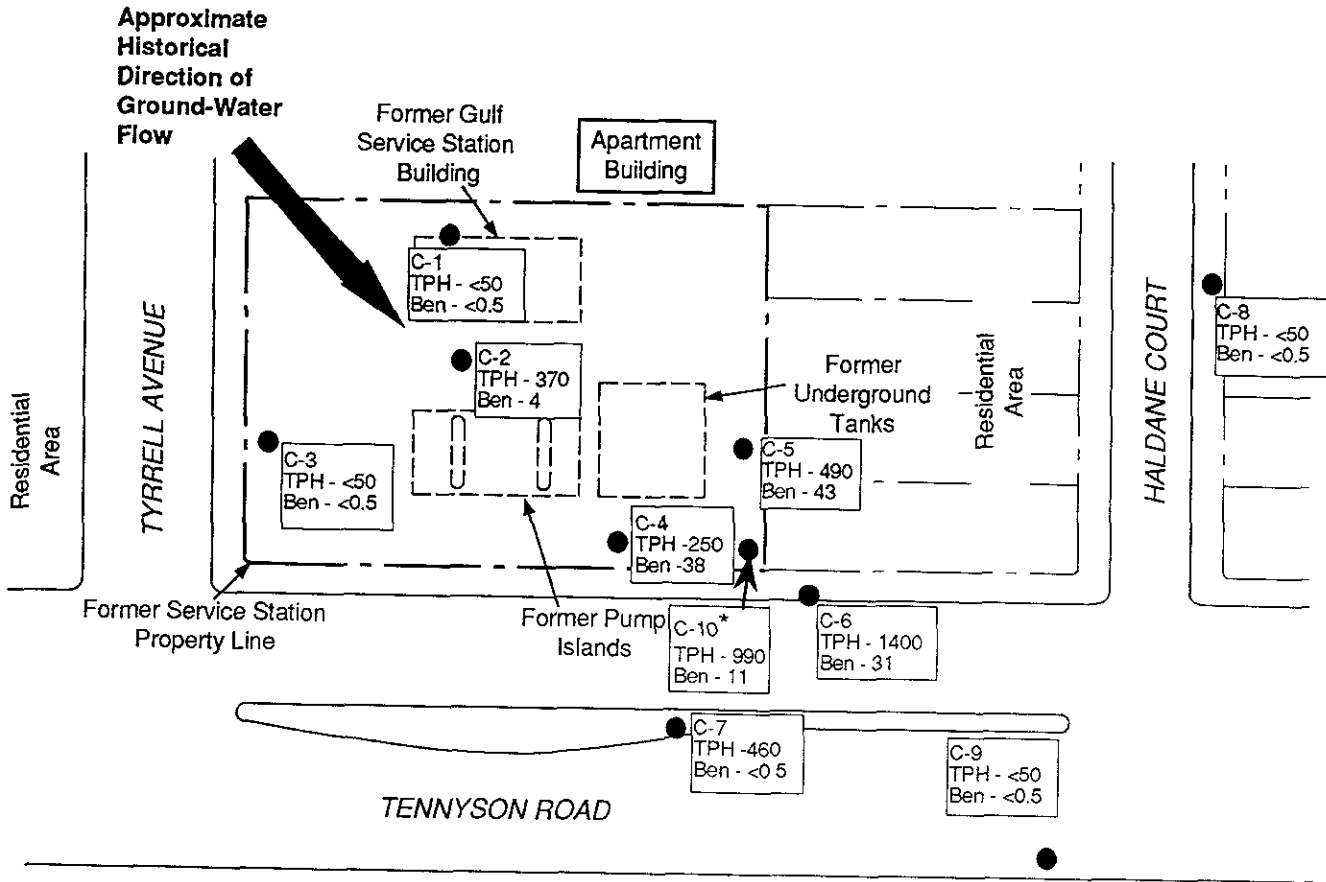 Approximate
Historical
Direction of
Ground-Water
Flow
Former Gulf
Service Station
Building
Apartment
Building
C-1
TPH - <50
Ben - <0.5
C-2
TPH - 370
Ben - 4
C-3
TPH - <50
Ben - <0.5
Former
Underground
Tanks
C-5
TPH - 490
Ben - 43
C-4
TPH -250
Ben -38
C-8
TPH - <50
Ben - <0.5
Residential
Area
TYRRELL AVENUE
Residential
Area
HALDANE COURT
Former Service Station
Property Line
Former Pump
Islands
C-10*
TPH - 990
Ben - 11
C-6
TPH - 1400
Ben - 31
C-7
TPH -460
Ben - <0 5
C-9
TPH - <50
Ben - <0.5
TENNYSON ROAD